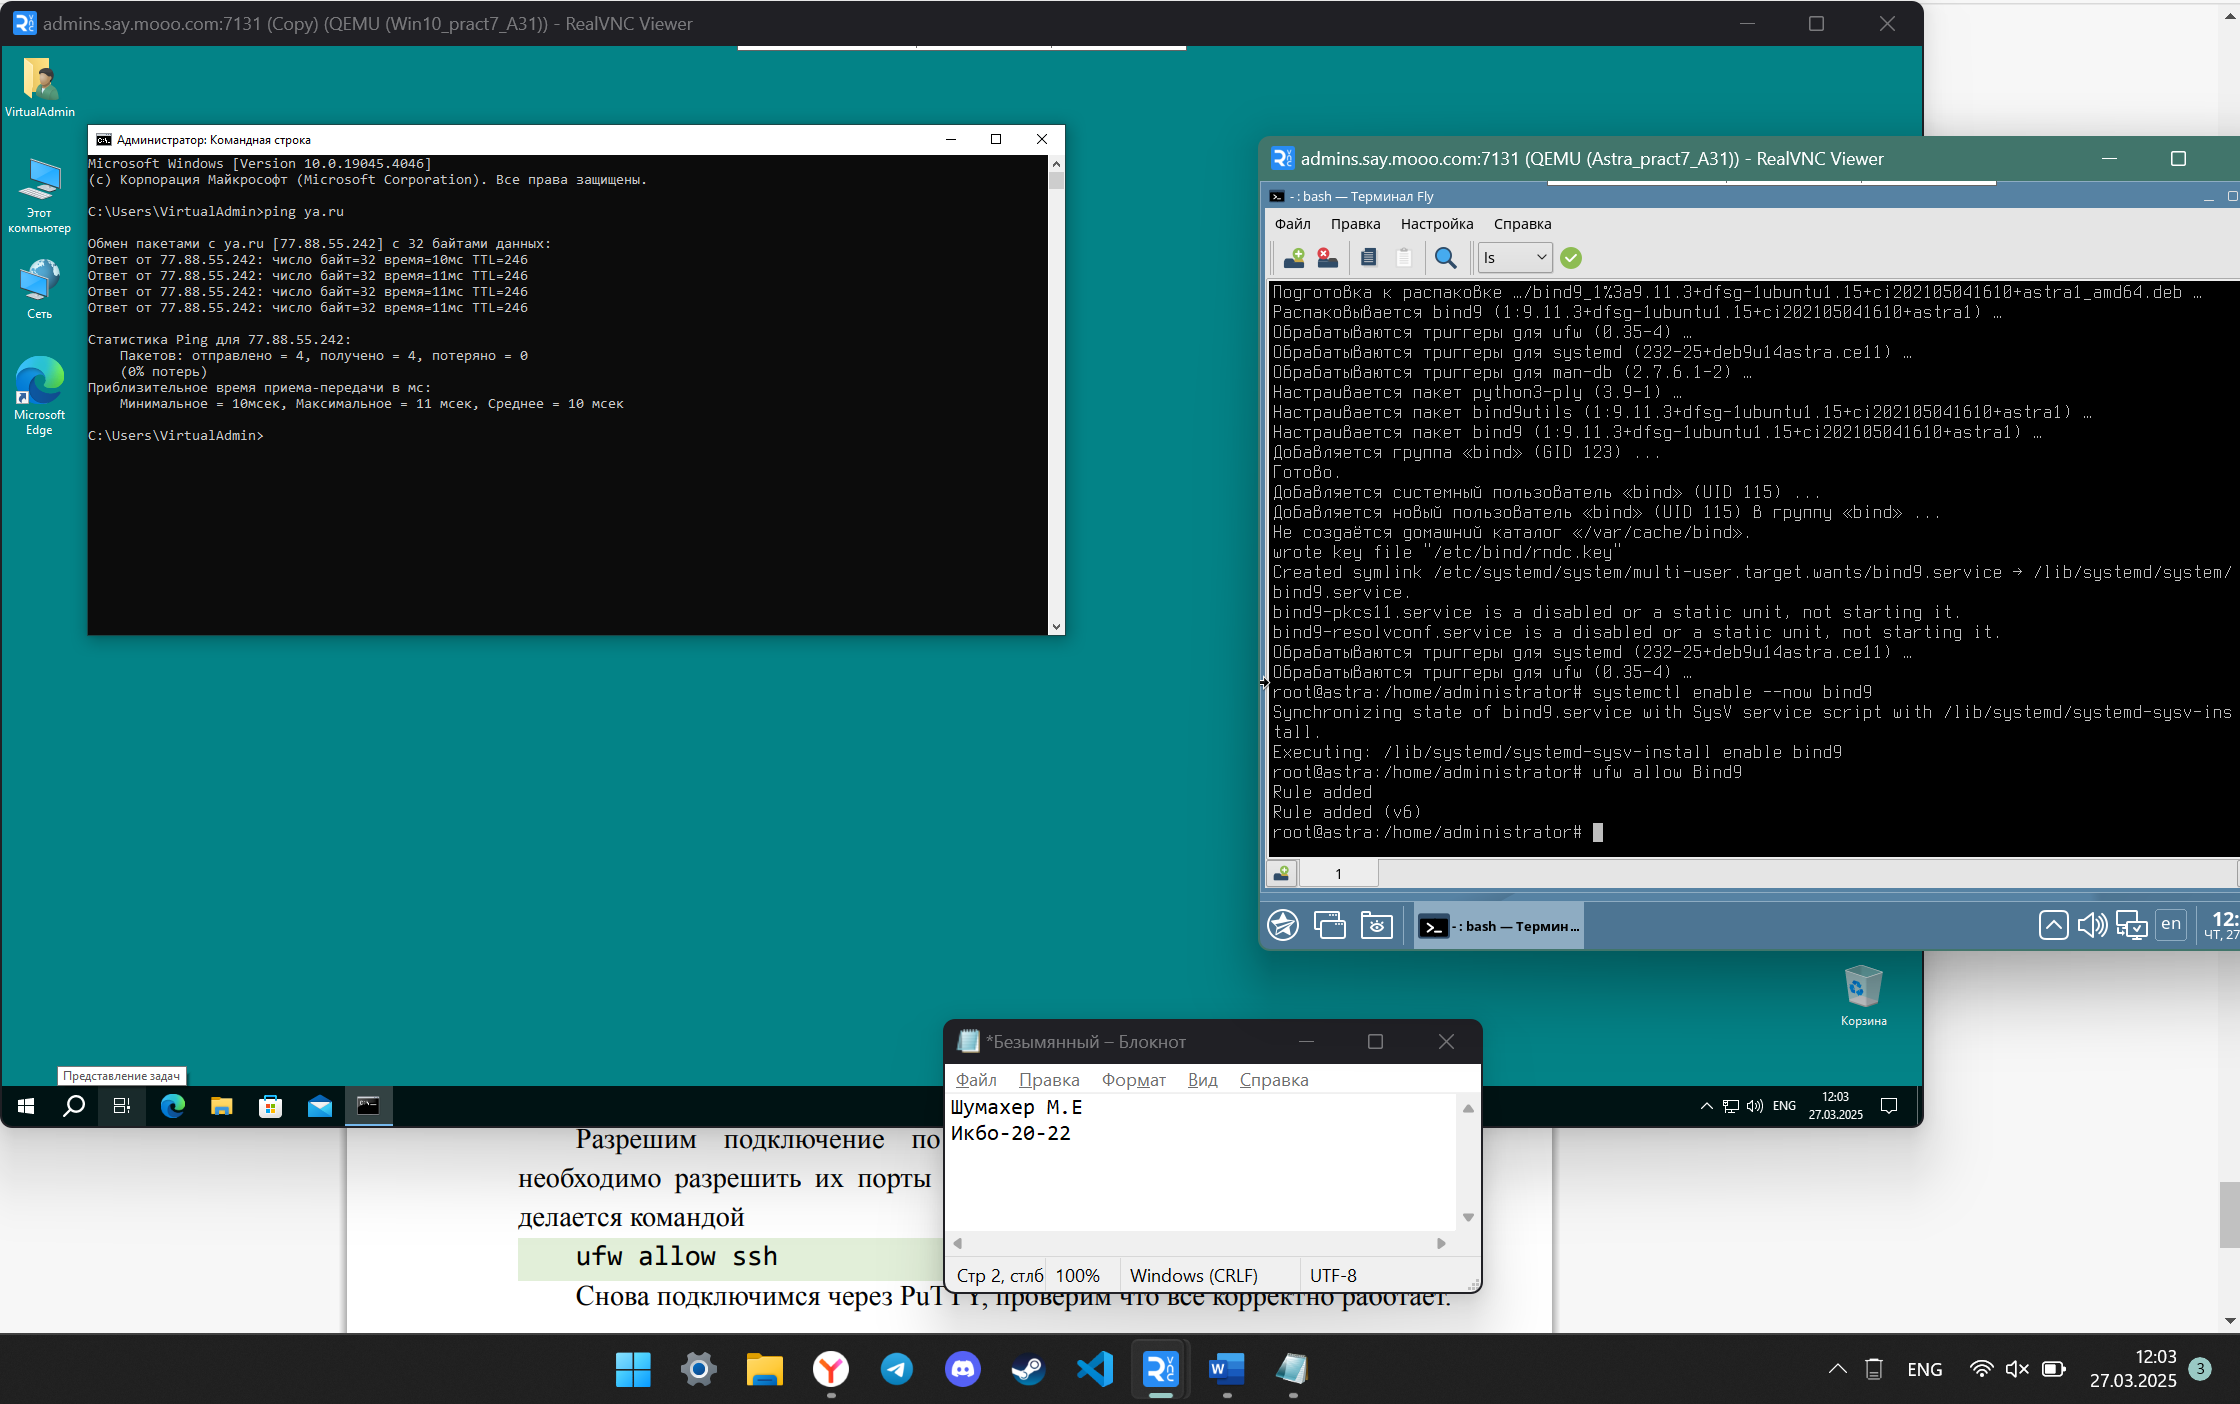 admins.say.mooo.com:7131 (Copy) (QEMU (Win10_pract7_A31)) - RealVNC Viewer
VirtualAdmin
Этот
компьютер
Сеть
Microsoft
Edge
Администратор: Командная строка
Microsoft Windows [Version 10.0.19045.4046]
(c) Корпорация Майкрософт (Microsoft Corporation). Все права защищены.
C:\Users\VirtualAdmin>ping ya.ru
Обмен пакетами с ya.ru [77.88.55.242] с 32 байтами данных:
Ответ от 77.88.55.242: число байт=32 время=10мс TTL=246
Ответ от 77.88.55.242: число байт=32 время=11мс TTL=246
Ответ от 77.88.55.242: число байт=32 время=11мс TTL=246
Ответ от 77.88.55.242: число байт=32 время=11мс TTL=246
Статистика Ping для 77.88.55.242:
Пакетов: отправлено = 4, получено = 4, потеряно = 0
(0% потерь)
Приблизительное время приема-передачи в мс:
Минимальное = 10мсек, Максимальное = 11 мсек, Среднее = 10 мсек
C:\Users\VirtualAdmin>
admins.say.mooo.com:7131 (QEMU (Astra_pract7_A31)) - RealVNC Viewer
- : bash — Терминал Fly
Файл Правка Настройка Справка
ls
Подготовка к распаковке …/bind9_1%3a9.11.3+dfsg-1ubuntu1.15+ci202105041610+astra1_amd64.deb …
Распаковывается bind9 (1:9.11.3+dfsg-1ubuntu1.15+ci202105041610+astra1) …
Обрабатываются триггеры для ufw (0.35-4) …
Обрабатываются триггеры для systemd (232-25+deb9u14astra.ce11) …
Обрабатываются триггеры для man-db (2.7.6.1-2) …
Настраивается пакет python3-ply (3.9-1) …
Настраивается пакет bind9utils (1:9.11.3+dfsg-1ubuntu1.15+ci202105041610+astra1) …
Настраивается пакет bind9 (1:9.11.3+dfsg-1ubuntu1.15+ci202105041610+astra1) …
Добавляется группа «bind» (GID 123) ...
Готово.
Добавляется системный пользователь «bind» (UID 115) ...
Добавляется новый пользователь «bind» (UID 115) в группу «bind» ...
Не создаётся домашний каталог «/var/cache/bind».
wrote key file "/etc/bind/rndc.key"
Created symlink /etc/systemd/system/multi-user.target.wants/bind9.service → /lib/systemd/system/
bind9.service.
bind9-pkcs11.service is a disabled or a static unit, not starting it.
bind9-resolvconf.service is a disabled or a static unit, not starting it.
Обрабатываются триггеры для systemd (232-25+deb9u14astra.ce11) …
Обрабатываются триггеры для ufw (0.35-4) …
root@astra:/home/administrator# systemctl enable --now bind9
Synchronizing state of bind9.service with SysV service script with /lib/systemd/systemd-sysv-ins
tall.
Executing: /lib/systemd/systemd-sysv-install enable bind9
root@astra:/home/administrator# ufw allow Bind9
Rule added
Rule added (v6)
root@astra:/home/administrator#
1
- : bash — Термин...
en
12:
ЧТ, 27
Корзина
Представление задач
ENG
12:03
27.03.2025
*Безымянный – Блокнот
Файл Правка Формат Вид Справка
Шумахер М.Е
Икбо-20-22
Стр 2, стлб 100% Windows (CRLF) UTF-8
Разрешим подключение по
необходимо разрешить их порты
делается командой
ufw allow ssh
Снова подключимся через PuTTY, проверим что все корректно работает.
ENG
12:03
27.03.2025
3